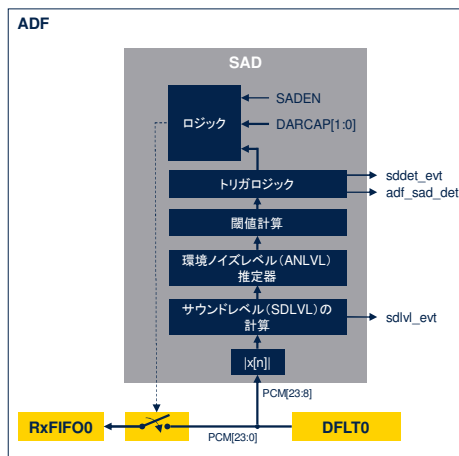 ADF
SAD
ロジック
SADEN
DARCAP[1:0]
トリガロジック
sddet_evt
adf_sad_det
閾値計算
環境ノイズレベル(ANLVL)
推定器
サウンドレベル(SDLVL)の
計算
sdlvl_evt
|x[n]|
PCM[23:8]
RxFIFO0
PCM[23:0]
DFLT0